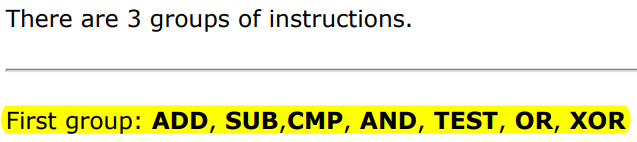 There are 3 groups of instructions.
First group: ADD, SUB,CMP, AND, TEST, OR, XOR